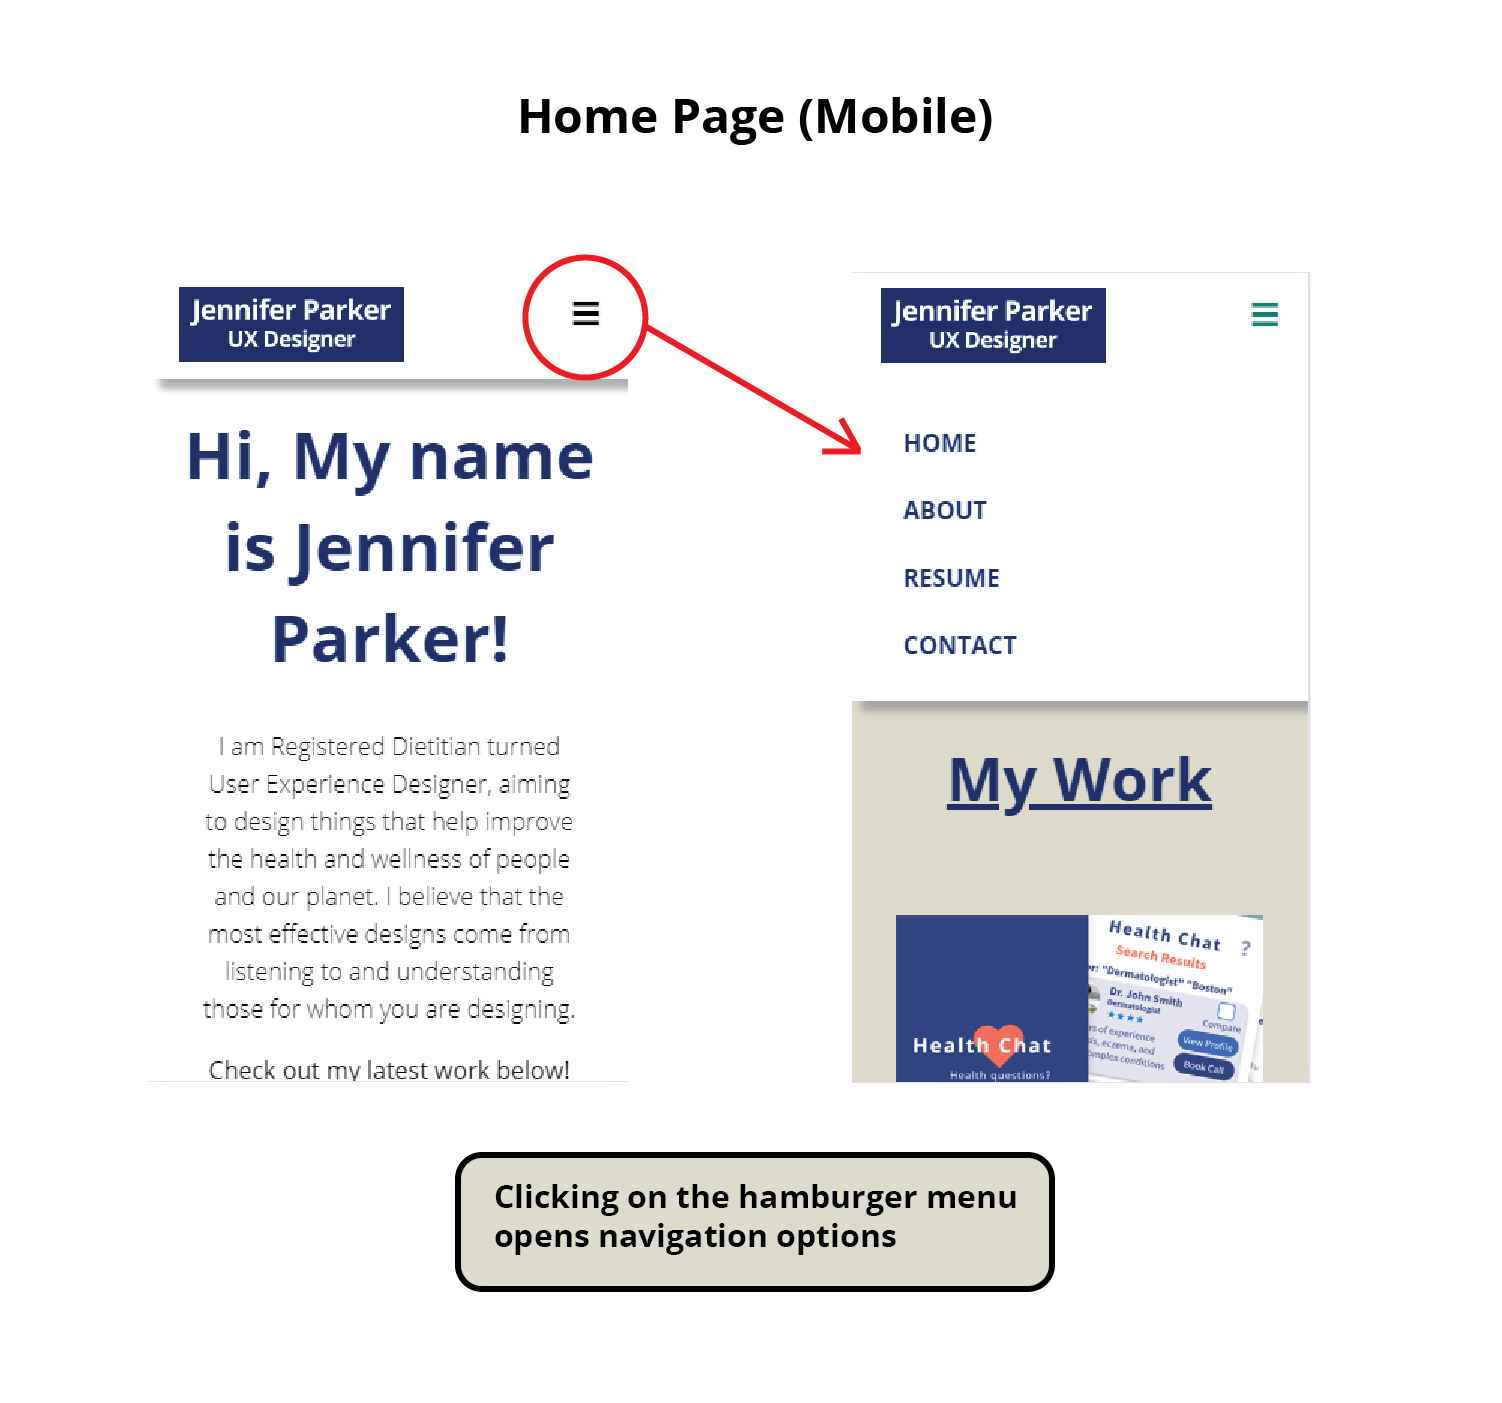 Home Page (Mobile)
Jennifer Parker
UX Designer
Hi, My name
is Jennifer
Parker!
I am Registered Dietitian turned
User Experience Designer, aiming
to design things that help improve
the health and wellness of people
and our planet. I believe that the
most effective designs come from
listening to and understanding
those for whom you are designing.
Check out my latest work below!
Jennifer Parker
UX Designer
HOME
ABOUT
RESUME
CONTACT
My Work
Health Chat
Health questions?
Health Chat ?
Search Results
"Dermatologist" "Boston"
Dr. John Smith
Dermatologist
Compare
of experience
eczema, and
conditions
View Profile
Book Call
Clicking on the hamburger menu
opens navigation options